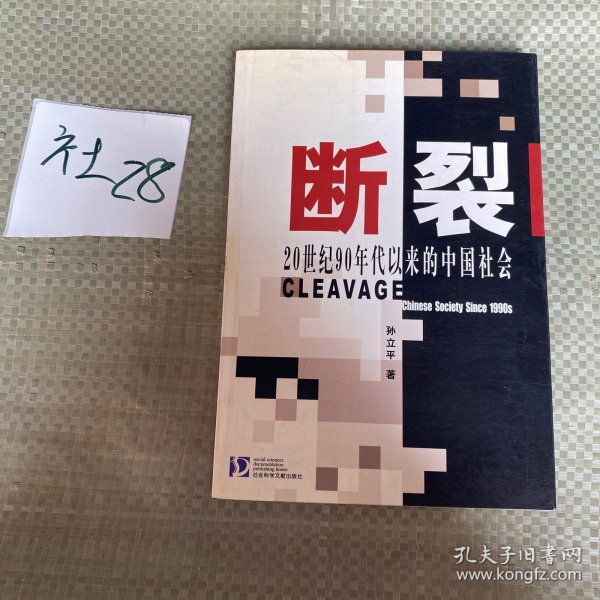 社28
断裂
20世纪90年代以来的中国社会
CLEAVAGE
Chinese Society Since 1990s
孙立平 著
social sciences
documentation
publishing house
社会科学文献出版社
孔夫子旧书网
www.kongfz.com